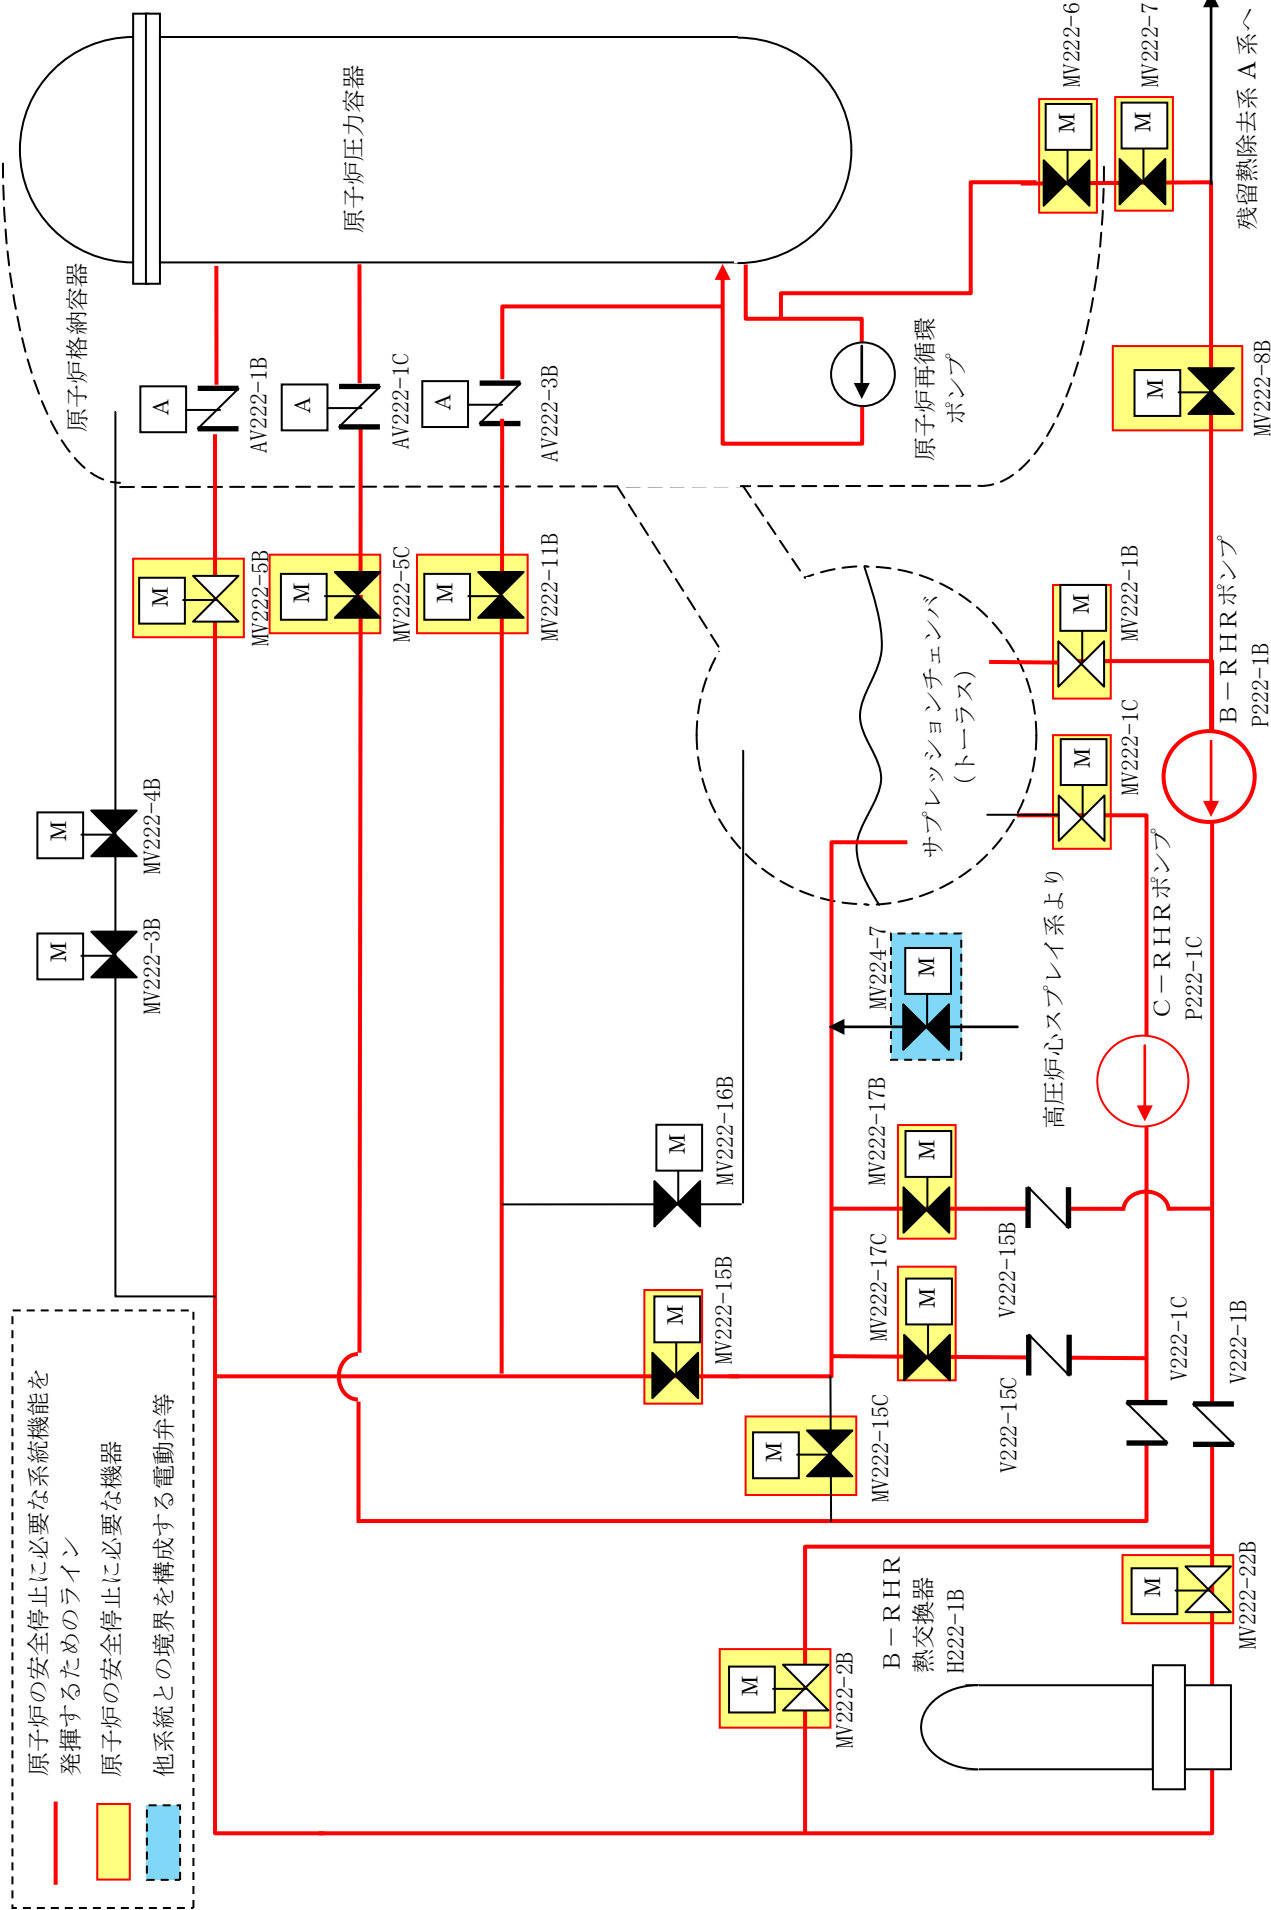 原子炉の安全停止に必要な系統機能を
発揮するためのライン
原子炉の安全停止に必要な機器
他系統との境界を構成する電動弁等
原子炉格納容器
原子炉圧力容器
M
MV222-3B
M
MV222-4B
A
AV222-1B
A
AV222-1C
A
AV222-3B
M
MV222-5B
M
MV222-5C
M
MV222-11B
原子炉再循環
ポンプ
M
MV222-6
M
MV222-7
残留熱除去系 A 系へ
M
MV222-8B
サプレッションチェンバ
(トーラス)
M
MV222-1B
M
MV222-1C
B－RHRポンプ
P222-1B
C－RHRポンプ
P222-1C
高圧炉心スプレイ系より
M
MV224-7
M
MV222-16B
M
MV222-15B
M
MV222-17B
M
MV222-17C
V222-15B
V222-15C
M
MV222-15C
V222-1C
V222-1B
M
MV222-2B
B－RHR
熱交換器
H222-1B
M
MV222-22B